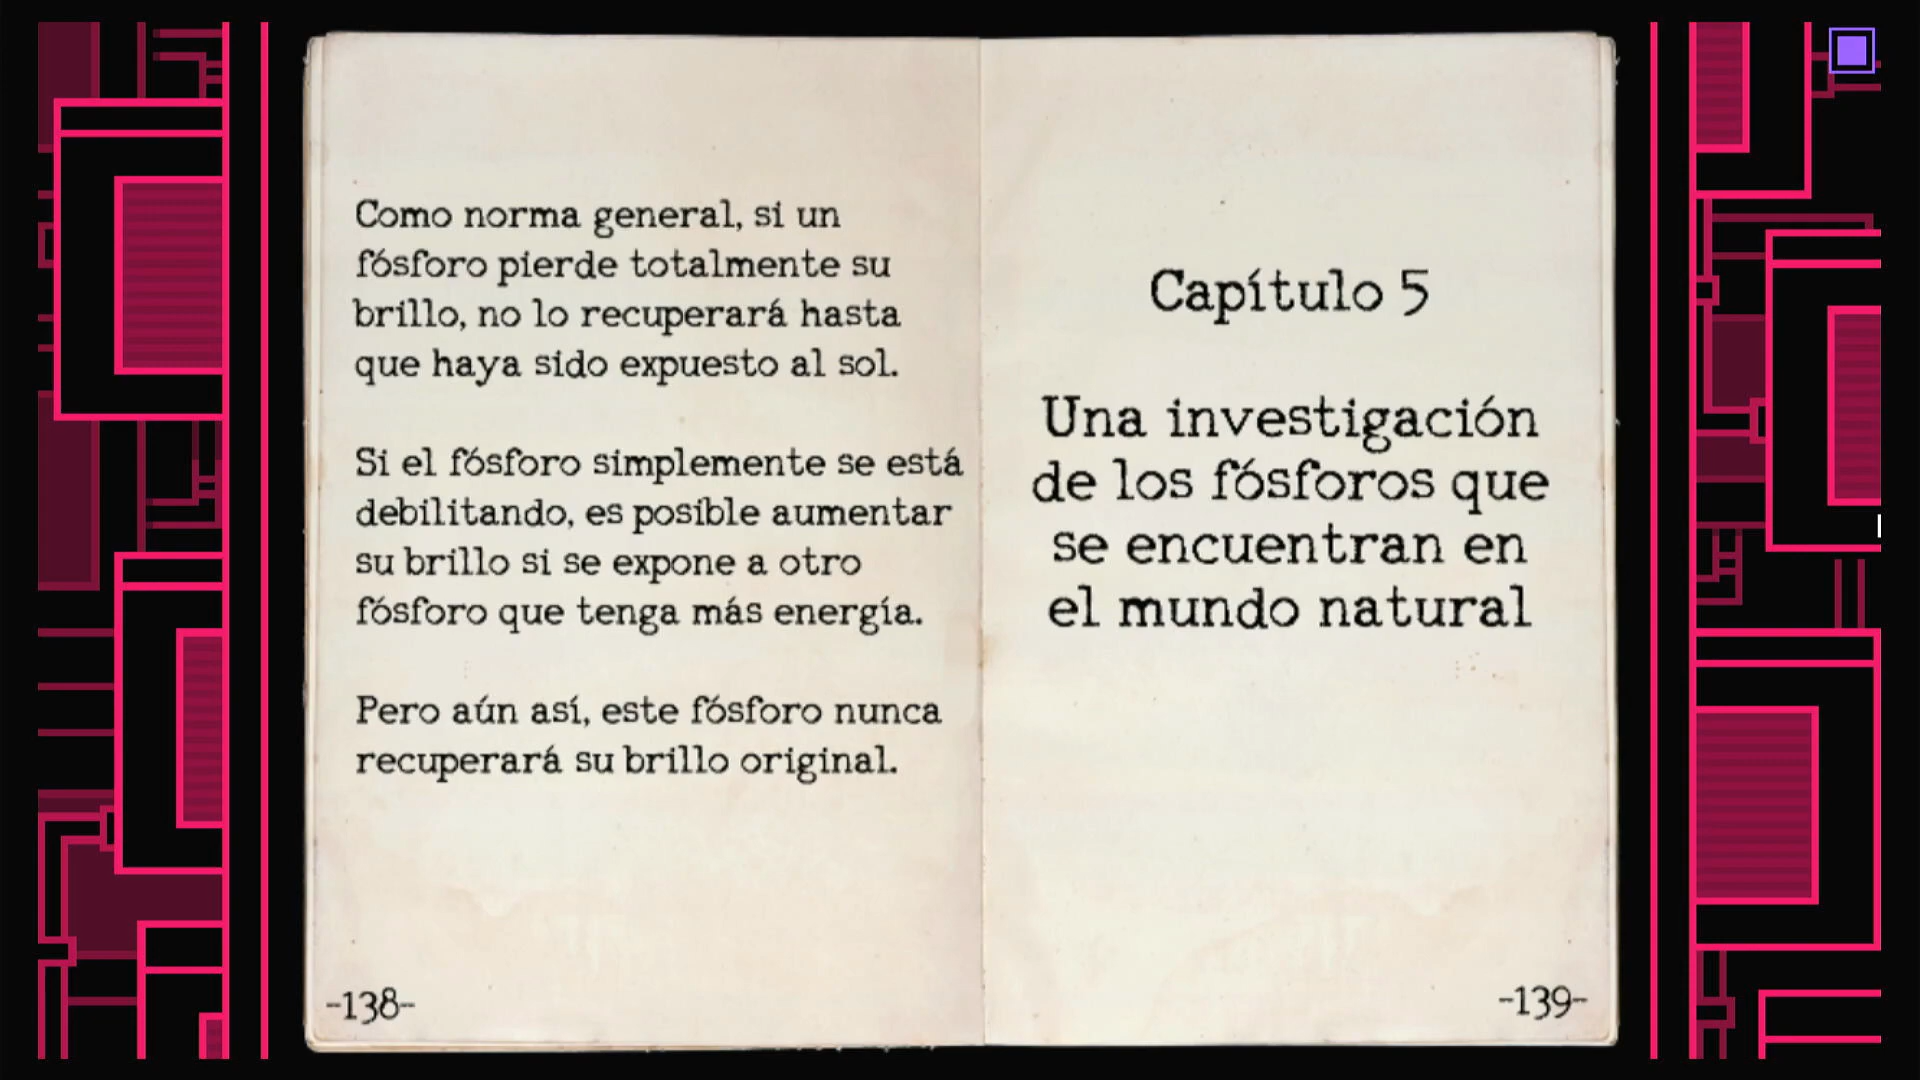 Como norma general, si un
fósforo pierde totalmente su
brillo, no lo recuperará hasta
que haya sido expuesto al sol.
Si el fósforo simplemente se está
debilitando, es posible aumentar
su brillo si se expone a otro
fósforo que tenga más energía.
Pero aún así, este fósforo nunca
recuperará su brillo original.
-138-
Capítulo 5
Una investigación
de los fósforos que
se encuentran en
el mundo natural
-139-